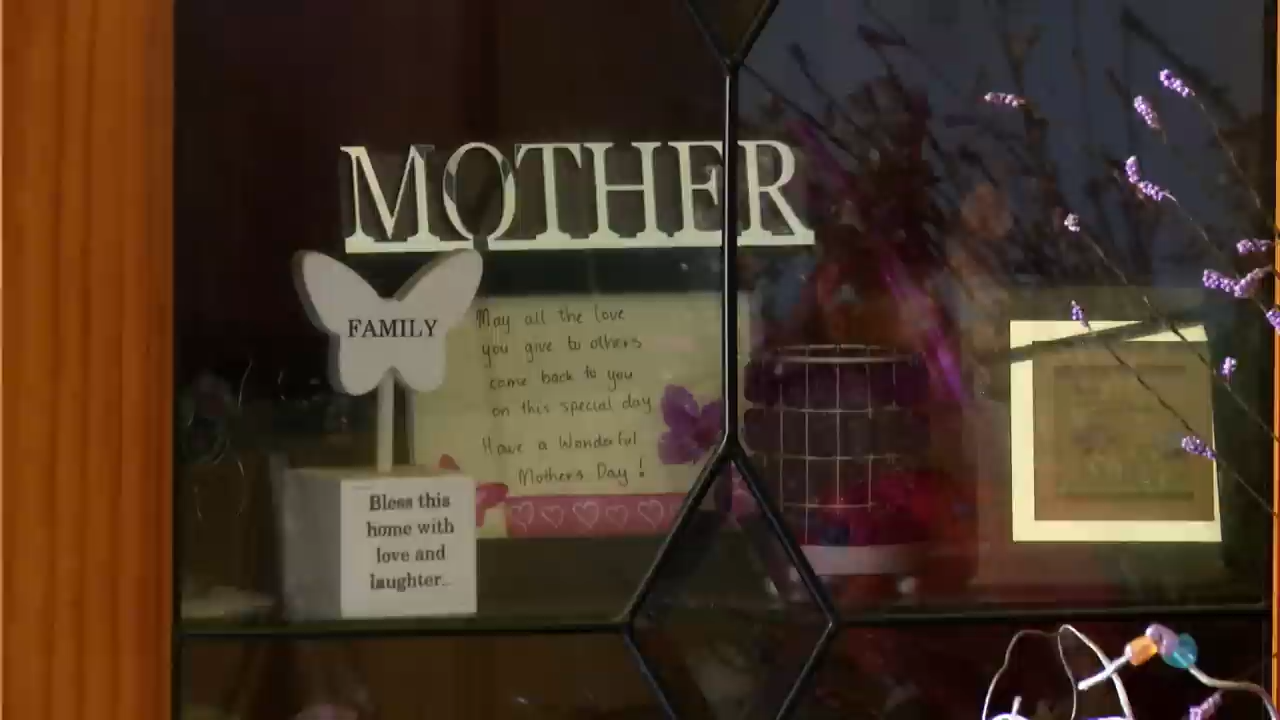 MOTHER
FAMILY
May all the love
you give to others
come back to you
on this special day
Have a Wonderful
Mothers Day!
Bless this
home with
love and
laughter...